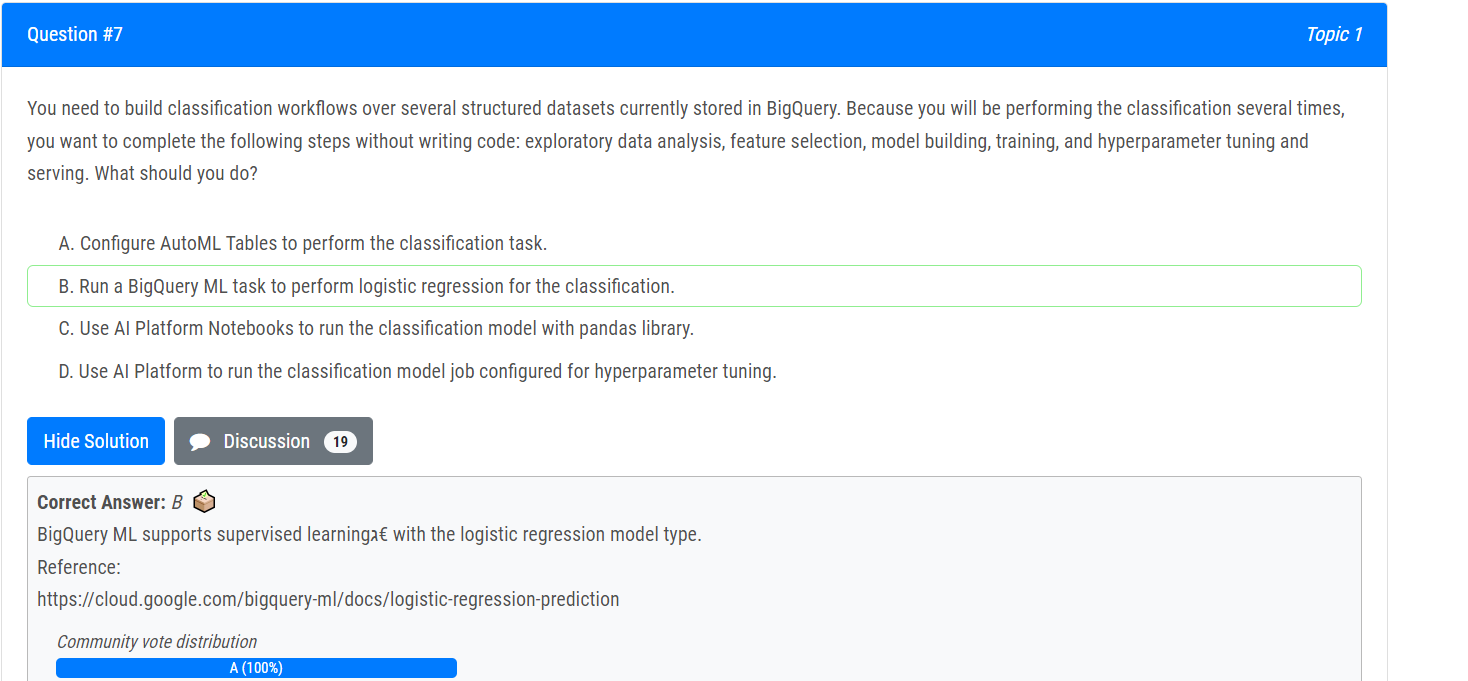 Question #7
Topic 1
You need to build classification workflows over several structured datasets currently stored in BigQuery. Because you will be performing the classification several times,
you want to complete the following steps without writing code: exploratory data analysis, feature selection, model building, training, and hyperparameter tuning and
serving. What should you do?
A. Configure AutoML Tables to perform the classification task.
B. Run a BigQuery ML task to perform logistic regression for the classification.
C. Use AI Platform Notebooks to run the classification model with pandas library.
D. Use AI Platform to run the classification model job configured for hyperparameter tuning.
Hide Solution
Discussion 19
Correct Answer: B
BigQuery ML supports supervised learningג€ with the logistic regression model type.
Reference:
https://cloud.google.com/bigquery-ml/docs/logistic-regression-prediction
Community vote distribution
A (100%)